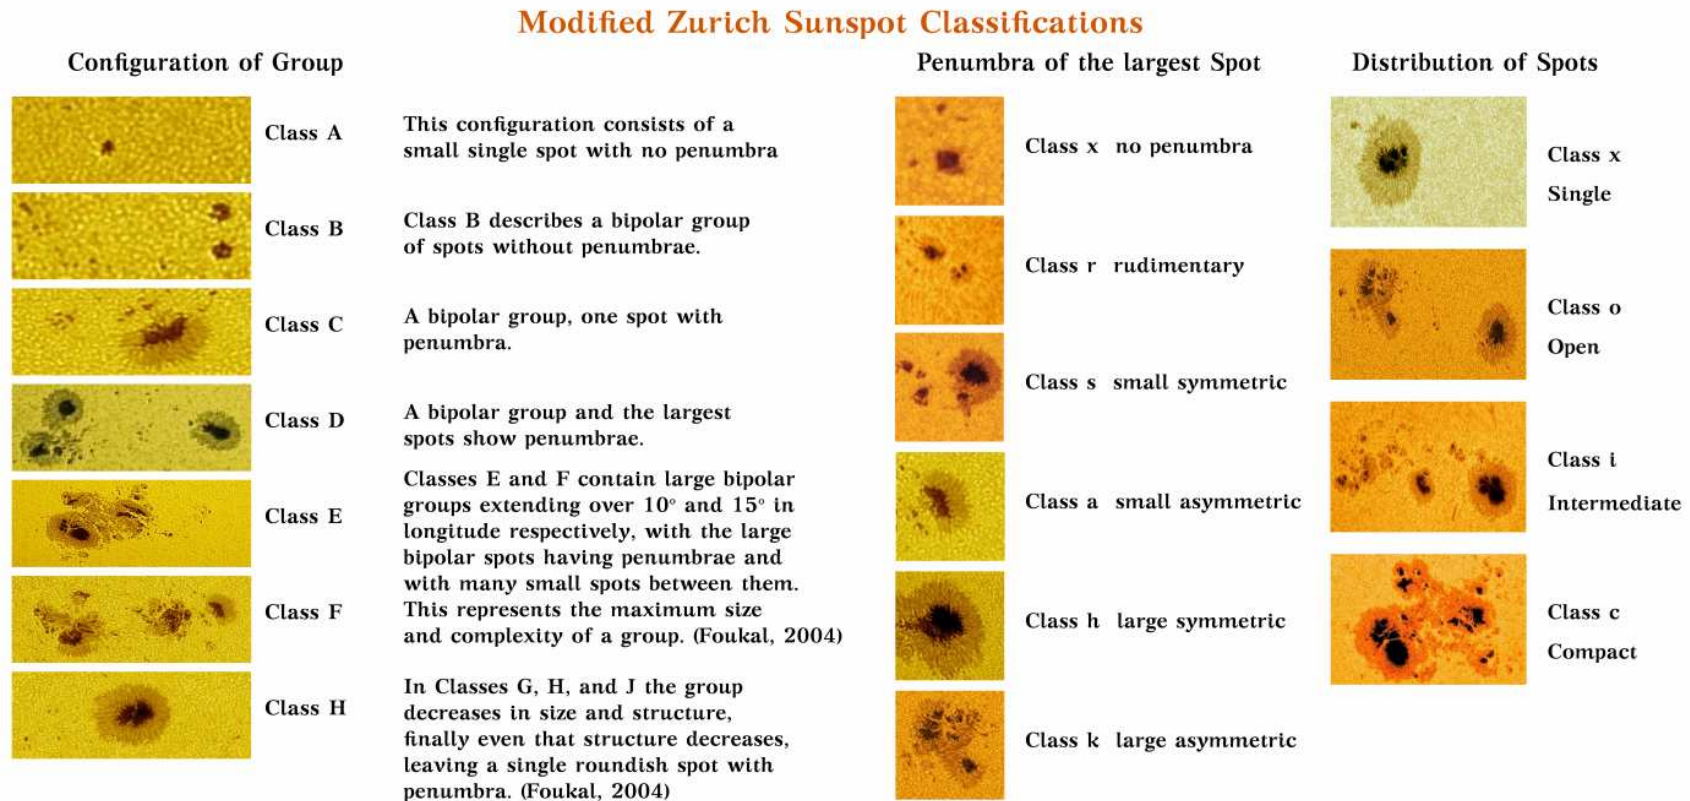 Modified Zurich Sunspot Classifications
Configuration of Group
Class A
This configuration consists of a
small single spot with no penumbra
Class B
Class B describes a bipolar group
of spots without penumbrae.
Class C
A bipolar group, one spot with
penumbra.
Class D
A bipolar group and the largest
spots show penumbrae.
Class E
Classes E and F contain large bipolar
groups extending over 10° and 15° in
longitude respectively, with the large
bipolar spots having penumbrae and
with many small spots between them.
Class F
This represents the maximum size
and complexity of a group. (Foukal, 2004)
Class H
In Classes G, H, and J the group
decreases in size and structure,
finally even that structure decreases,
leaving a single roundish spot with
penumbra. (Foukal, 2004)
Penumbra of the largest Spot
Class x no penumbra
Class r rudimentary
Class s small symmetric
Class a small asymmetric
Class h large symmetric
Class k large asymmetric
Distribution of Spots
Class x
Single
Class o
Open
Class i
Intermediate
Class c
Compact